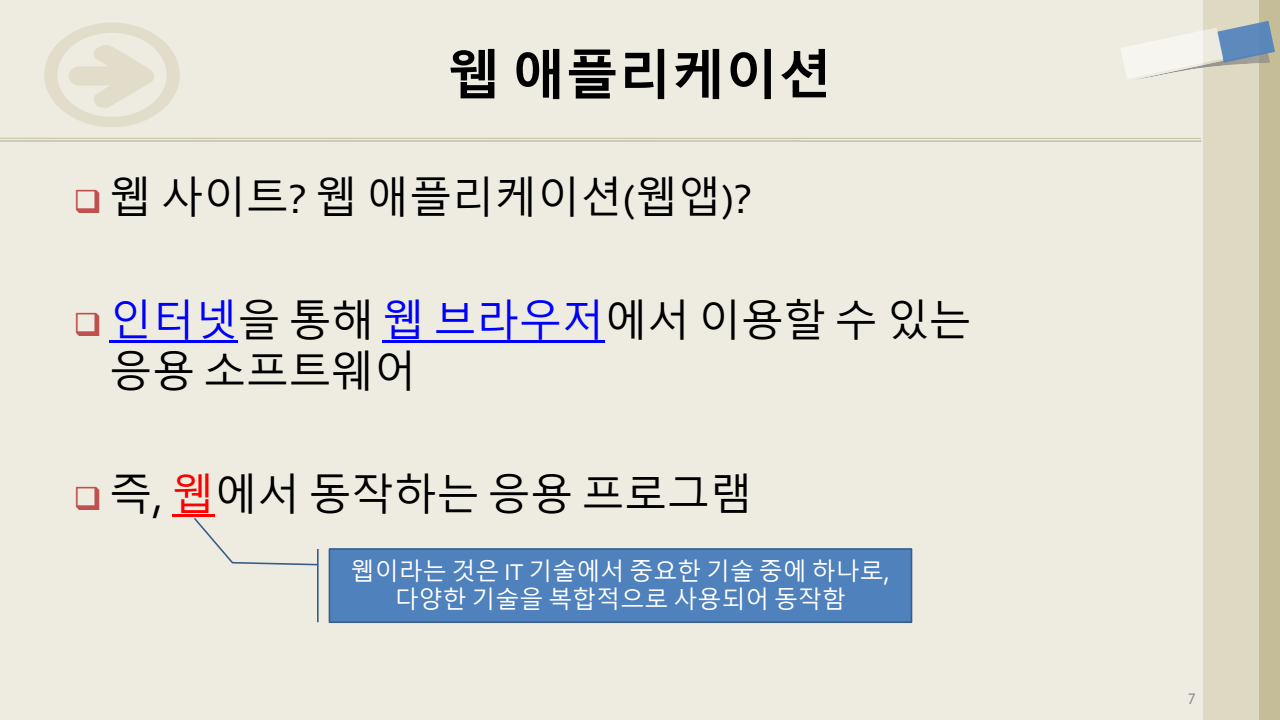 웹 애플리케이션
웹 사이트? 웹 애플리케이션(웹앱)?
인터넷을 통해 웹 브라우저에서 이용할 수 있는
응용 소프트웨어
즉, 웹에서 동작하는 응용 프로그램
웹이라는 것은 IT 기술에서 중요한 기술 중에 하나로,
다양한 기술을 복합적으로 사용되어 동작함
7